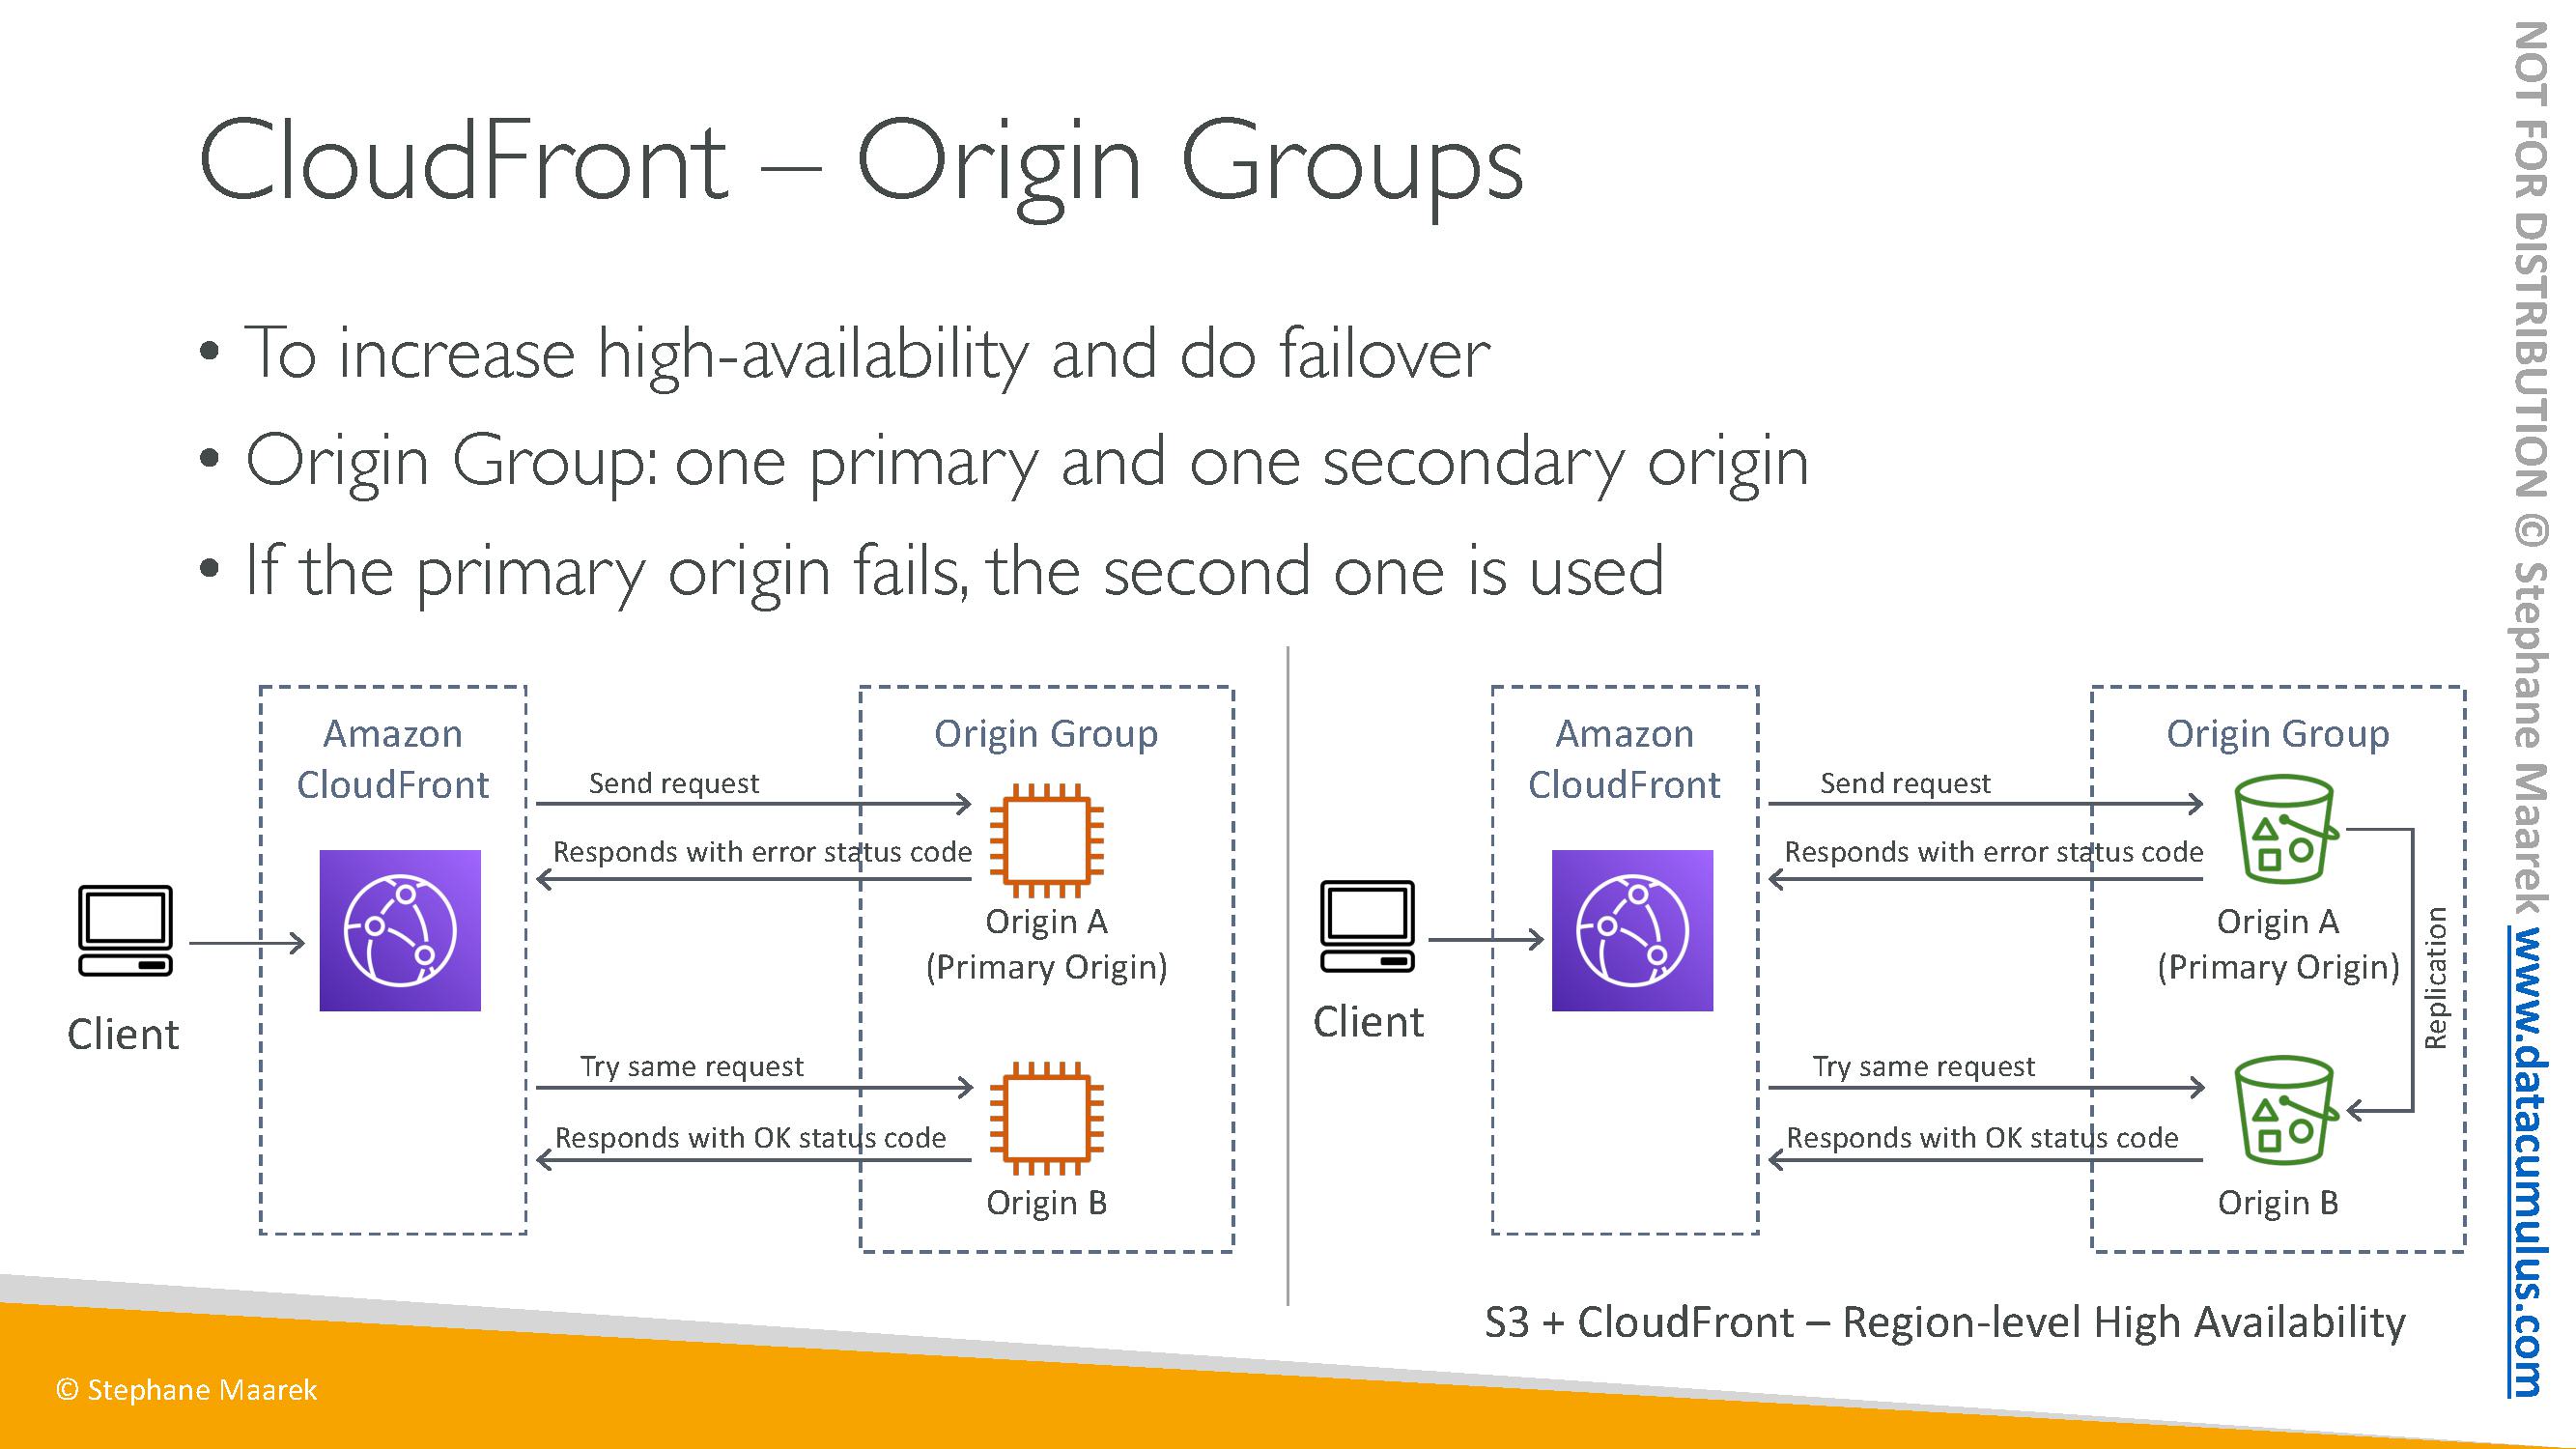 CloudFront – Origin Groups
• To increase high-availability and do failover
• Origin Group: one primary and one secondary origin
• If the primary origin fails, the second one is used
Amazon
CloudFront
Origin Group
Send request
Responds with error status code
Origin A
(Primary Origin)
Client
Try same request
Responds with OK status code
Origin B
Amazon
CloudFront
Origin Group
Send request
Responds with error status code
Origin A
(Primary Origin)
Replication
Client
Try same request
Responds with OK status code
Origin B
S3 + CloudFront – Region-level High Availability
© Stephane Maarek
NOT FOR DISTRIBUTION © Stephane Maarek www.datacumulus.com